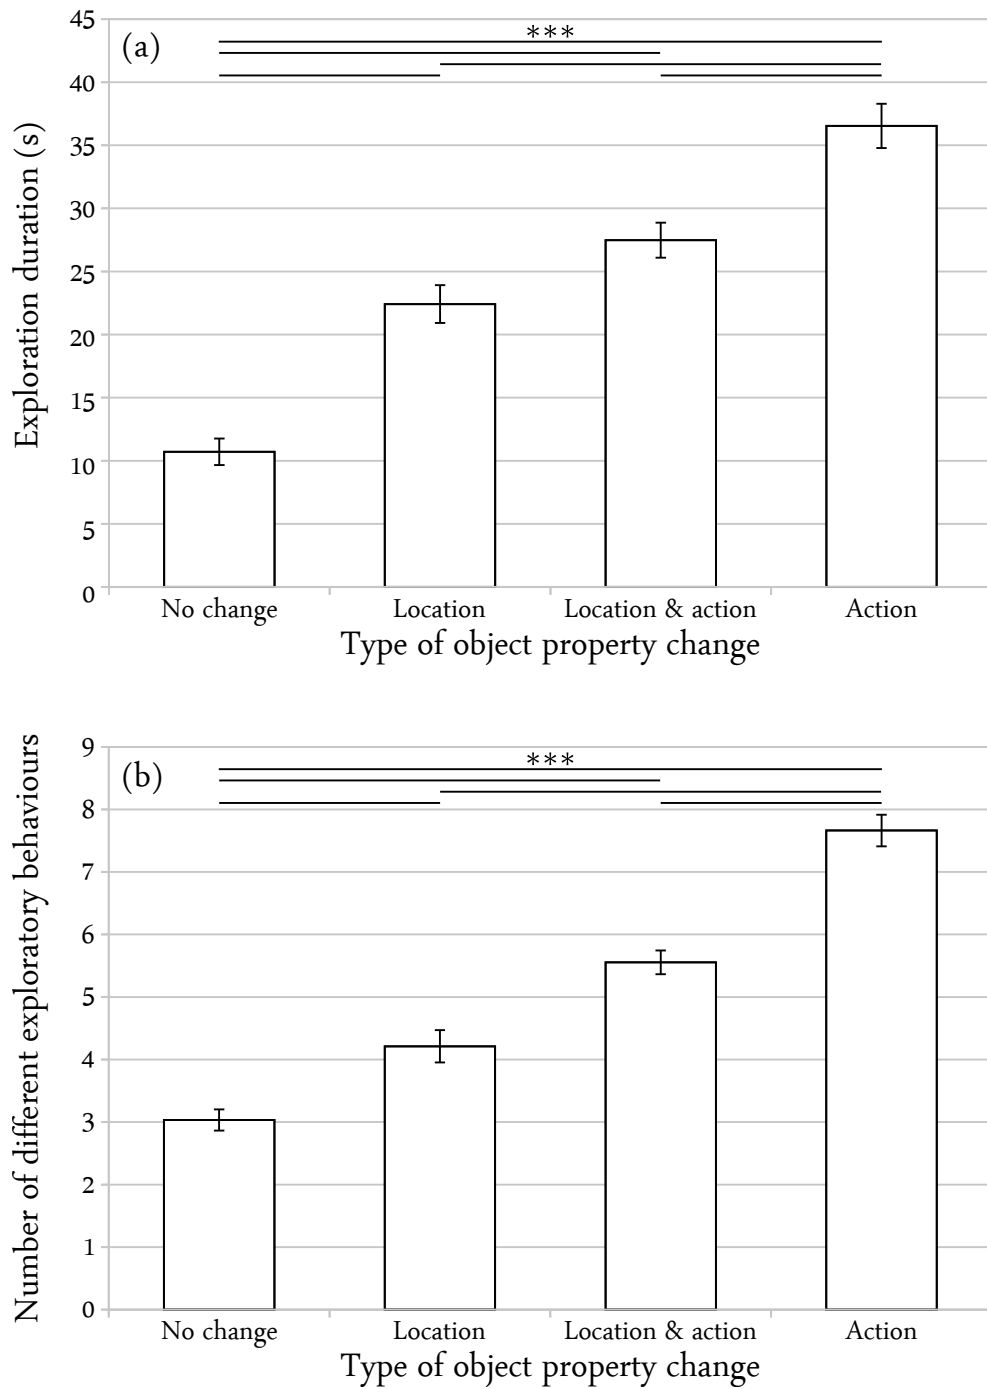 45
(a)
***
40
35
30
25
20
15
10
5
0
Exploration duration (s)
No change
Location
Location & action
Action
Type of object property change
9
(b)
***
8
7
6
5
4
3
2
1
0
Number of different exploratory behaviours
No change
Location
Location & action
Action
Type of object property change